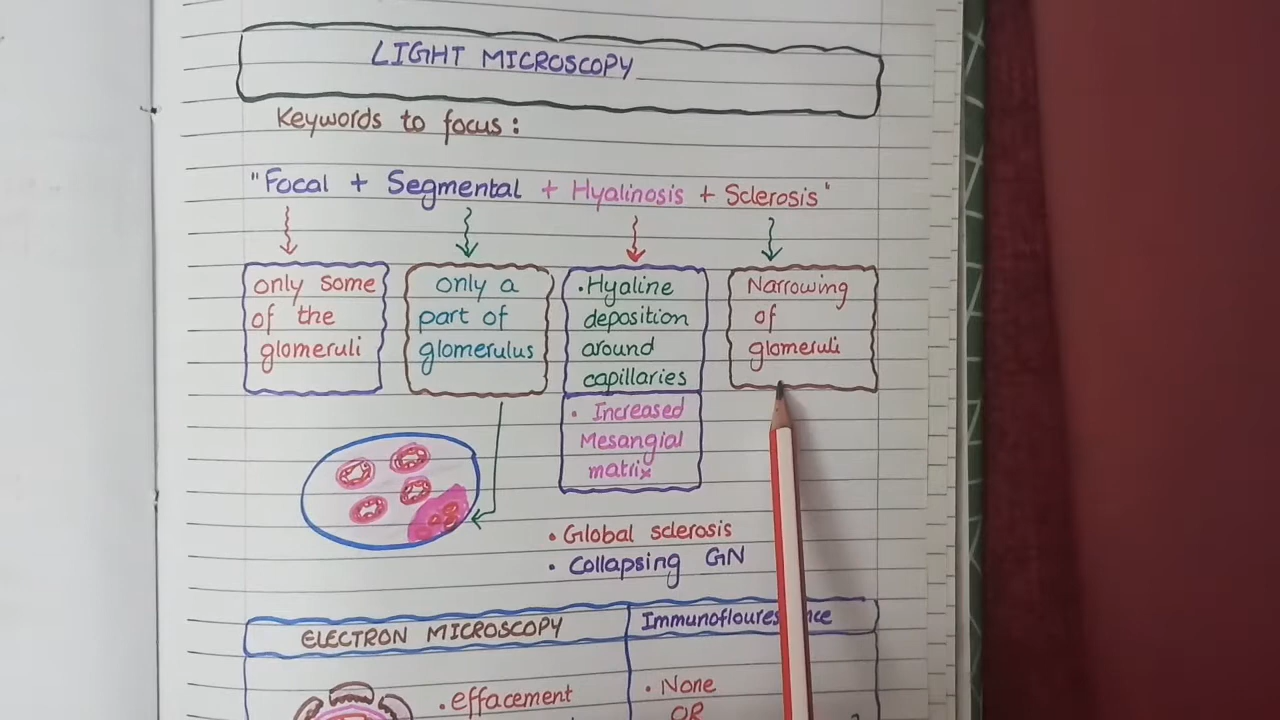 LIGHT MICROSCOPY
Keywords to focus:
"Focal + Segmental + Hyalinosis + Sclerosis"
only some
of the
glomeruli
only a
part of
glomerulus
• Hyaline
deposition
around
capillaries
• Increased
Mesangial
matrix
Narrowing
of
glomeruli
• Global sclerosis
• Collapsing GN
ELECTRON MICROSCOPY
• effacement
• None
OR